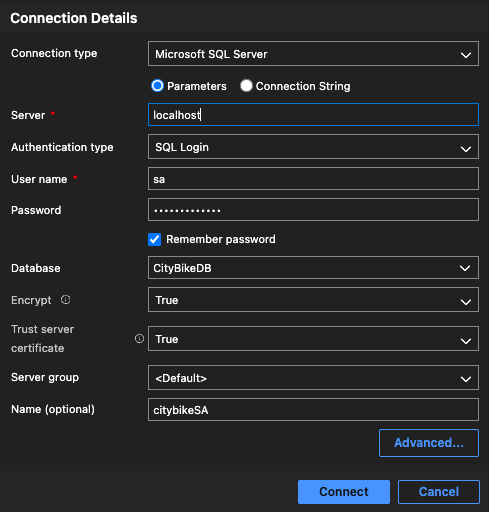 Connection Details
Connection type Microsoft SQL Server
Parameters Connection String
Server * localhost
Authentication type SQL Login
User name * sa
Password •••••••••••••
Remember password
Database CityBikeDB
Encrypt True
Trust server certificate True
Server group <Default>
Name (optional) citybikeSA
Advanced...
Connect Cancel